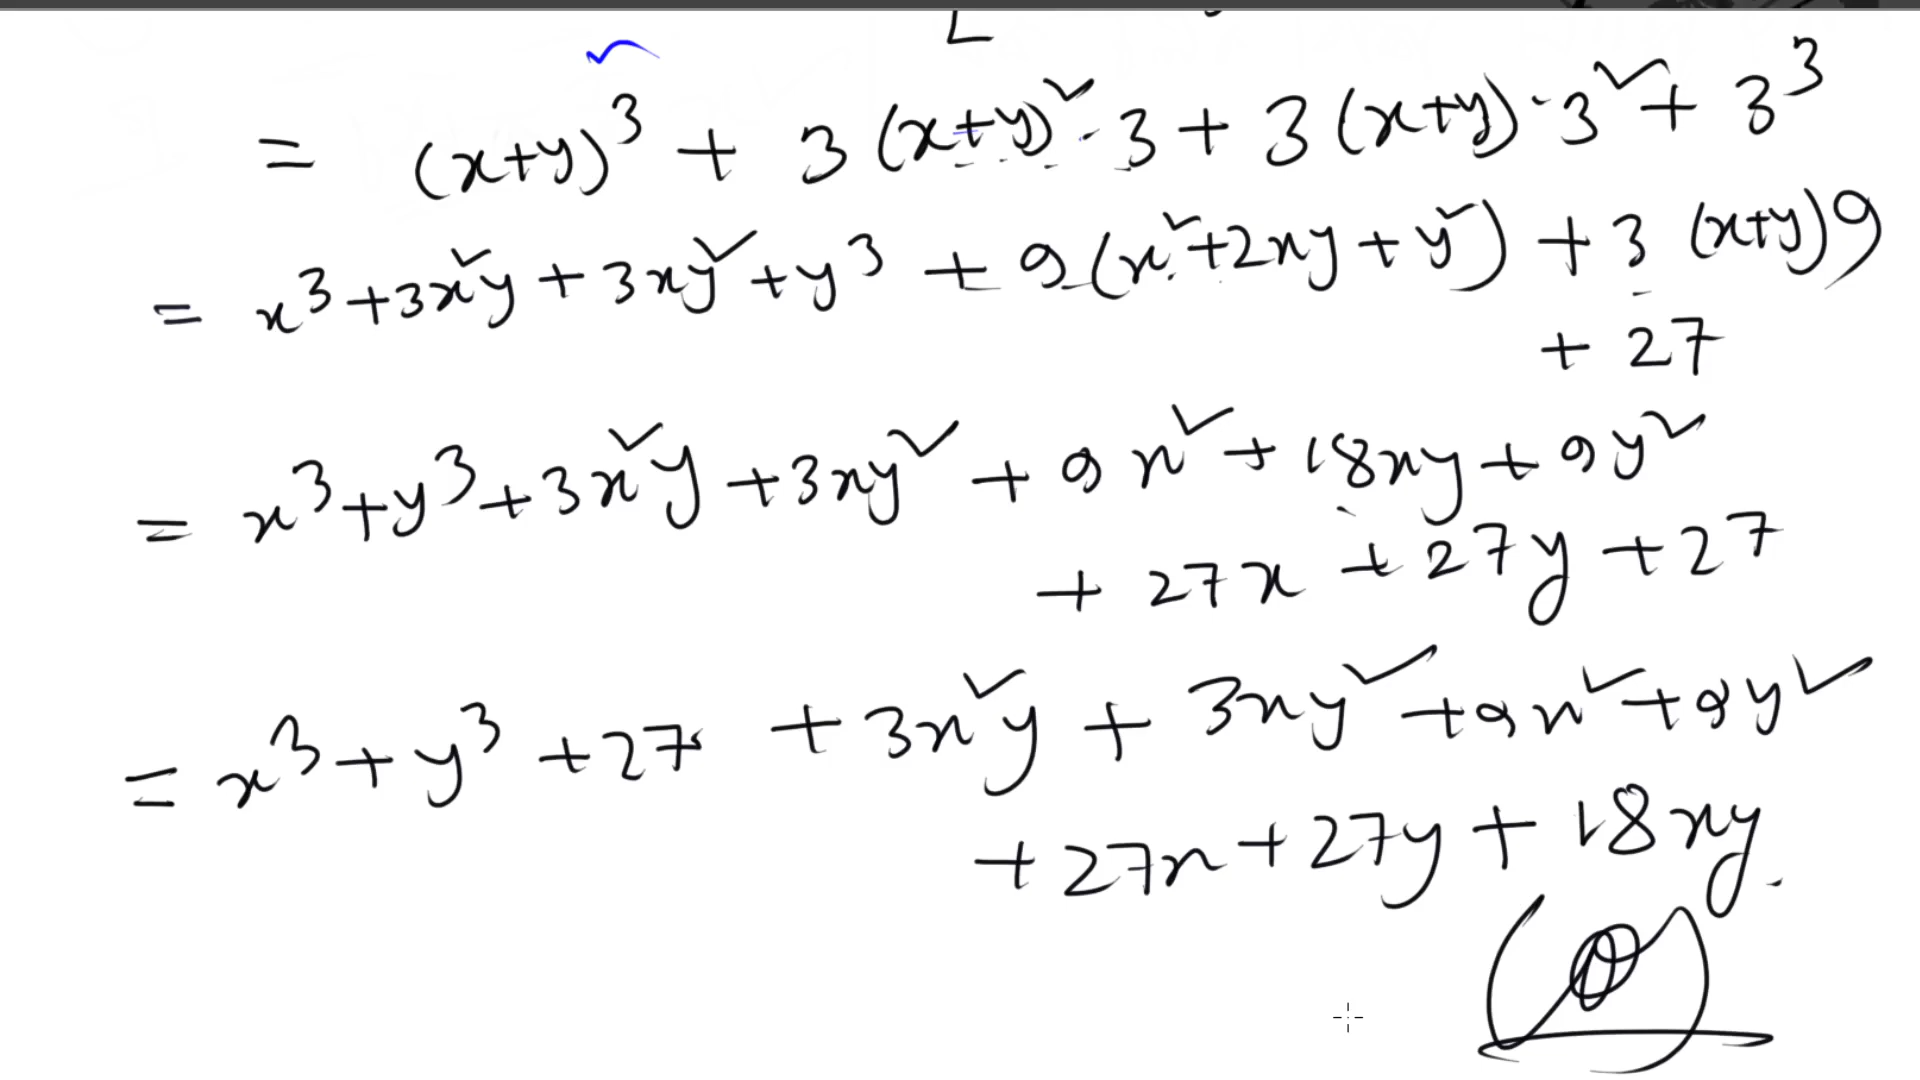 = (x+y)³ + 3(x+y)²·3 + 3(x+y)·3² + 3³
= x³+3x²y+3xy²+y³ + 9(x²+2xy+y²) + 3(x+y)9
+ 27
= x³+y³+3x²y+3xy² + 9x² + 18xy + 9y²
+ 27x + 27y + 27
= x³+y³+27 + 3x²y + 3xy² + 9x² + 9y²
+ 27x + 27y + 18xy.